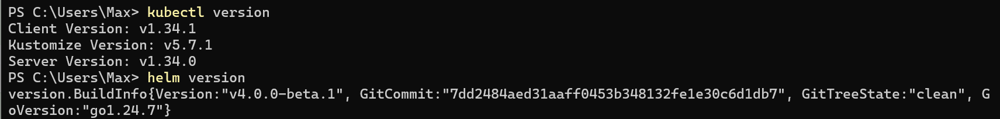 PS C:\Users\Max> kubectl version
Client Version: v1.34.1
Kustomize Version: v5.7.1
Server Version: v1.34.0
PS C:\Users\Max> helm version
version.BuildInfo{Version:"v4.0.0-beta.1", GitCommit:"7dd2484aed31aaff0453b348132fe1e30c6d1db7", GitTreeState:"clean", G
oVersion:"go1.24.7"}